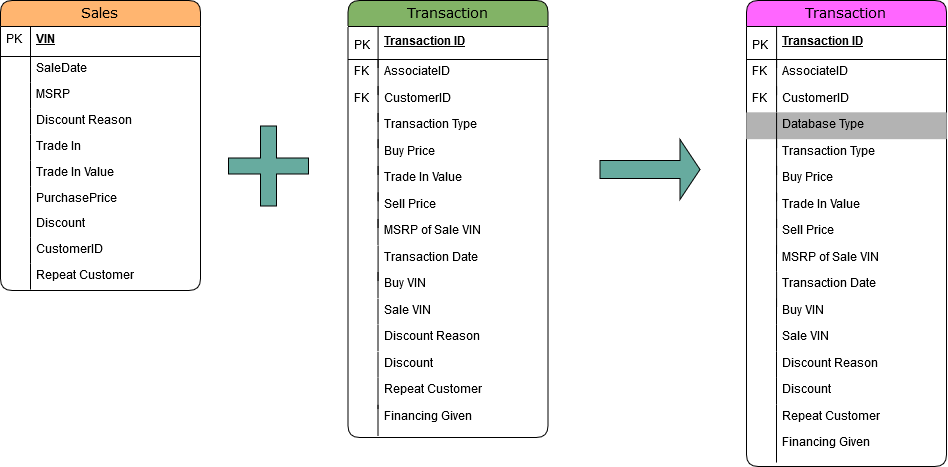 Sales
PK VIN
SaleDate
MSRP
Discount Reason
Trade In
Trade In Value
PurchasePrice
Discount
CustomerID
Repeat Customer
Transaction
PK Transaction ID
FK AssociateID
FK CustomerID
Transaction Type
Buy Price
Trade In Value
Sell Price
MSRP of Sale VIN
Transaction Date
Buy VIN
Sale VIN
Discount Reason
Discount
Repeat Customer
Financing Given
Transaction
PK Transaction ID
FK AssociateID
FK CustomerID
Database Type
Transaction Type
Buy Price
Trade In Value
Sell Price
MSRP of Sale VIN
Transaction Date
Buy VIN
Sale VIN
Discount Reason
Discount
Repeat Customer
Financing Given